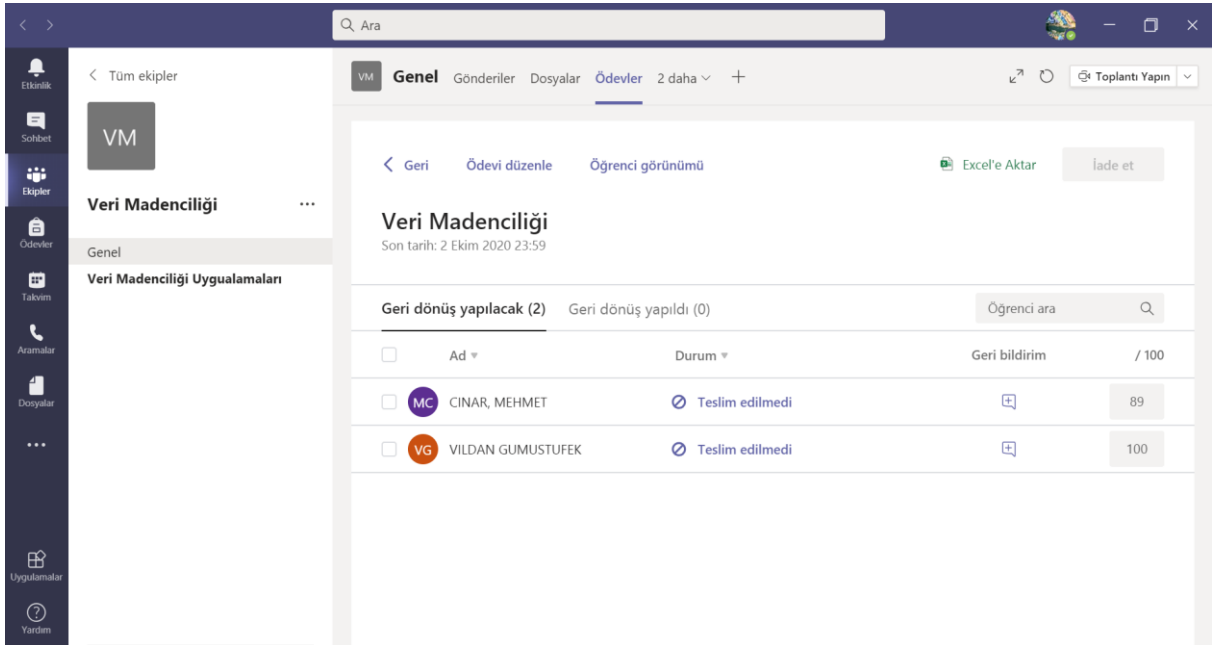 Ara
Etkinlik
Sohbet
Ekipler
Ödevler
Takvim
Aramalar
Dosyalar
Uygulamalar
Yardım
Tüm ekipler
VM
Veri Madenciliği
Genel
Veri Madenciliği Uygualamaları
VM Genel Gönderiler Dosyalar Ödevler 2 daha Toplantı Yapın
Geri Ödevi düzenle Öğrenci görünümü Excel'e Aktar İade et
Veri Madenciliği
Son tarih: 2 Ekim 2020 23:59
Geri dönüş yapılacak (2) Geri dönüş yapıldı (0) Öğrenci ara
Ad Durum Geri bildirim / 100
MC CINAR, MEHMET Teslim edilmedi 89
VG VILDAN GUMUSTUFEK Teslim edilmedi 100